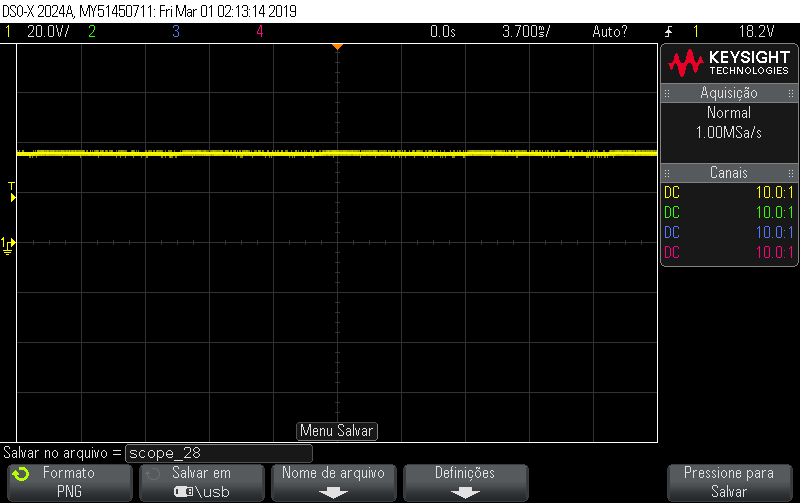 DSO-X 2024A, MY51450711: Fri Mar 01 02:13:14 2019
1 20.0V/ 2 3 4 0.0s 3.700ms/ Auto? 1 18.2V
KEYSIGHT
TECHNOLOGIES
Aquisição
Normal
1.00MSa/s
Canais
DC 10.0:1
DC 10.0:1
DC 10.0:1
DC 10.0:1
T
1
Menu Salvar
Salvar no arquivo = scope_28
Formato
PNG
Salvar em
\usb
Nome de arquivo
Definições
Pressione para
Salvar